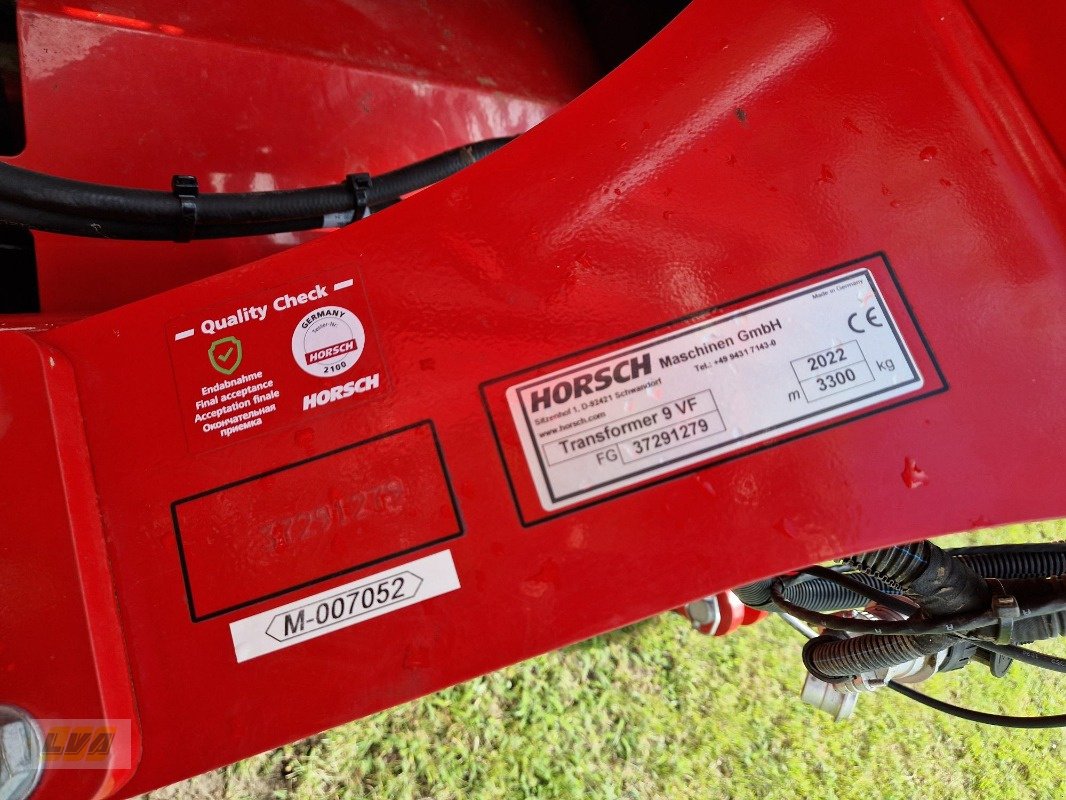 Quality Check
Endabnahme
Final acceptance
Acceptation finale
Окончательная
приемка
GERMANY
HORSCH
2100
HORSCH
37291279
M-007052
Made in Germany
HORSCH Maschinen GmbH
Sitzenhof 1, D-92421 Schwandorf Tel.: +49 9431 7143-0
www.horsch.com
CE
Transformer 9 VF
FG 37291279
2022
m 3300 kg
LVA